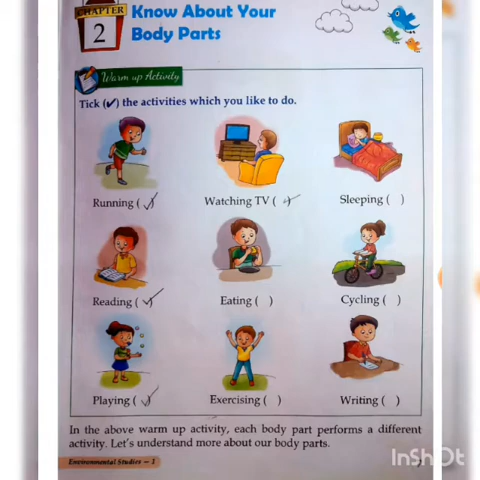 CHAPTER
2
Know About Your
Body Parts
Warm up Activity
Tick (✓) the activities which you like to do.
Running (✓) Watching TV (✓) Sleeping ( )
Reading (✓) Eating ( ) Cycling ( )
Playing (✓) Exercising ( ) Writing ( )
In the above warm up activity, each body part performs a different
activity. Let's understand more about our body parts.
Environmental Studies – 1
InShOt